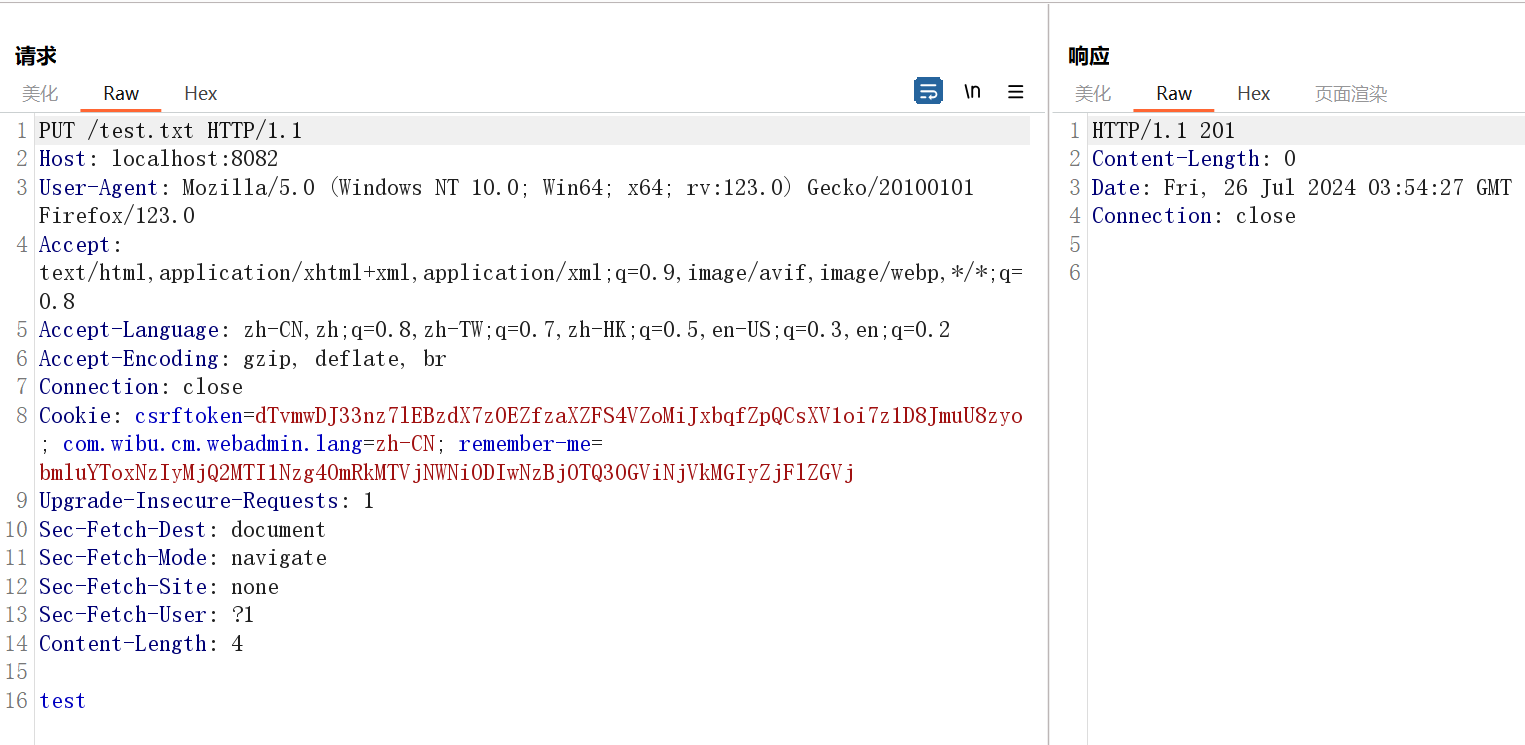 请求
美化 Raw Hex \n
1 PUT /test.txt HTTP/1.1
2 Host: localhost:8082
3 User-Agent: Mozilla/5.0 (Windows NT 10.0; Win64; x64; rv:123.0) Gecko/20100101
Firefox/123.0
4 Accept:
text/html,application/xhtml+xml,application/xml;q=0.9,image/avif,image/webp,*/*;q=
0.8
5 Accept-Language: zh-CN,zh;q=0.8,zh-TW;q=0.7,zh-HK;q=0.5,en-US;q=0.3,en;q=0.2
6 Accept-Encoding: gzip, deflate, br
7 Connection: close
8 Cookie: csrftoken=dTvmwDJ33nz7lEBzdX7z0EZfzaXZFS4VZoMiJxbqfZpQCsXV1oi7z1D8JmuU8zyo
; com.wibu.cm.webadmin.lang=zh-CN; remember-me=
bmluYToxNzIyMjQ2MTI1Nzg4OmRkMTVjNWNiODIwNzBjOTQ3OGViNjVkMGIyZjFlZGVj
9 Upgrade-Insecure-Requests: 1
10 Sec-Fetch-Dest: document
11 Sec-Fetch-Mode: navigate
12 Sec-Fetch-Site: none
13 Sec-Fetch-User: ?1
14 Content-Length: 4
15
16 test
响应
美化 Raw Hex 页面渲染
1 HTTP/1.1 201
2 Content-Length: 0
3 Date: Fri, 26 Jul 2024 03:54:27 GMT
4 Connection: close
5
6